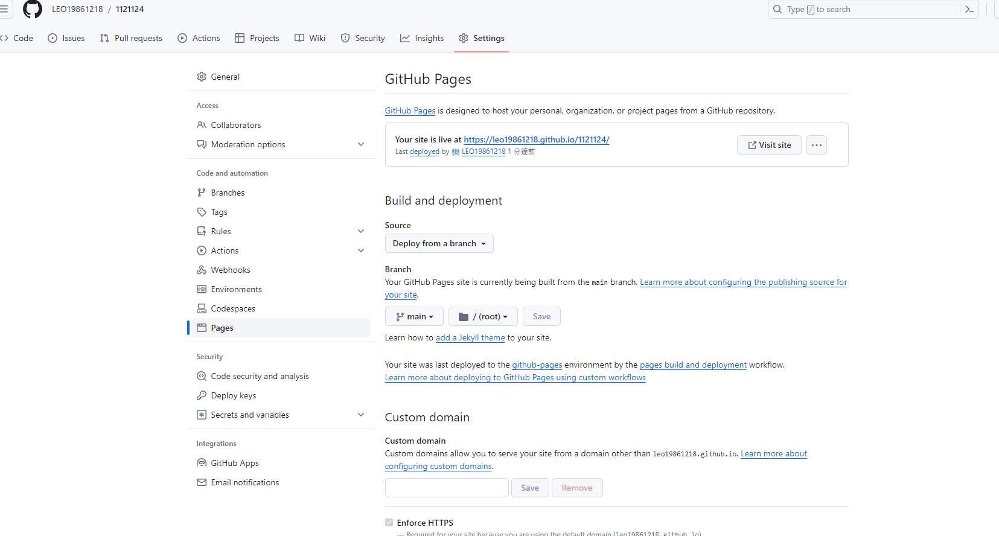 LEO19861218 / 1121124
Type / to search
Code Issues Pull requests Actions Projects Wiki Security Insights Settings
General
Access
Collaborators
Moderation options
Code and automation
Branches
Tags
Rules
Actions
Webhooks
Environments
Codespaces
Pages
Security
Code security and analysis
Deploy keys
Secrets and variables
Integrations
GitHub Apps
Email notifications
GitHub Pages
GitHub Pages is designed to host your personal, organization, or project pages from a GitHub repository.
Your site is live at https://leo19861218.github.io/1121124/
Last deployed by LEO19861218 1 分鐘前
Visit site
Build and deployment
Source
Deploy from a branch
Branch
Your GitHub Pages site is currently being built from the main branch. Learn more about configuring the publishing source for
your site.
main / (root) Save
Learn how to add a Jekyll theme to your site.
Your site was last deployed to the github-pages environment by the pages build and deployment workflow.
Learn more about deploying to GitHub Pages using custom workflows
Custom domain
Custom domain
Custom domains allow you to serve your site from a domain other than leo19861218.github.io. Learn more about
configuring custom domains.
Save Remove
Enforce HTTPS
— Required for your site because you are using the default domain (leo19861218.github.io)